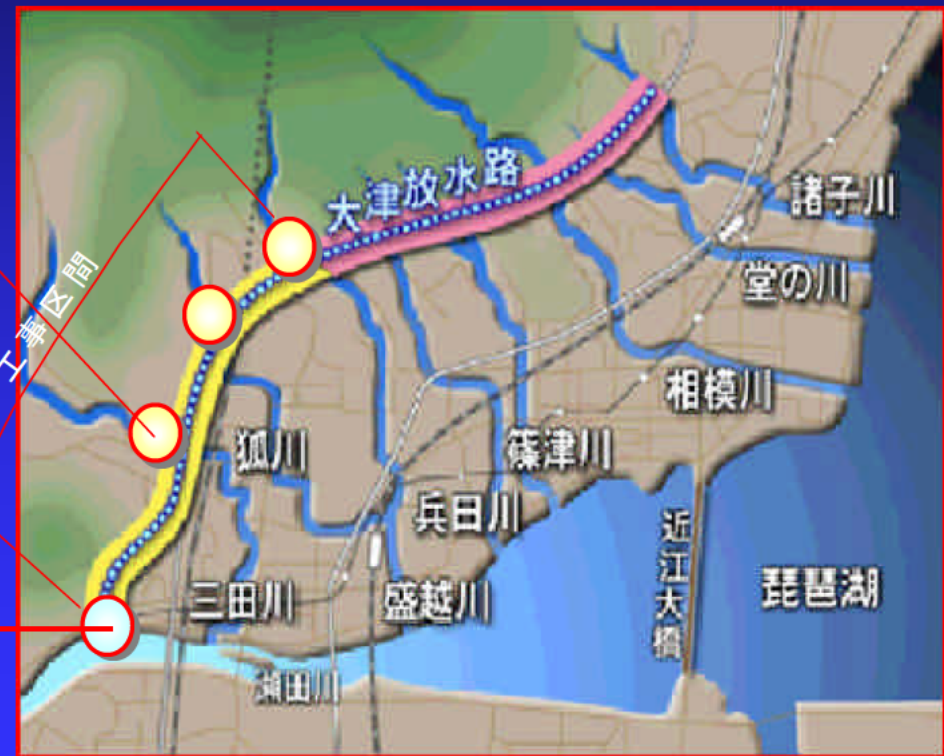 大津放水路
工事区間
諸子川
堂の川
相模川
篠津川
狐川
兵田川
近江大橋
琵琶湖
三田川
盛越川
瀬田川